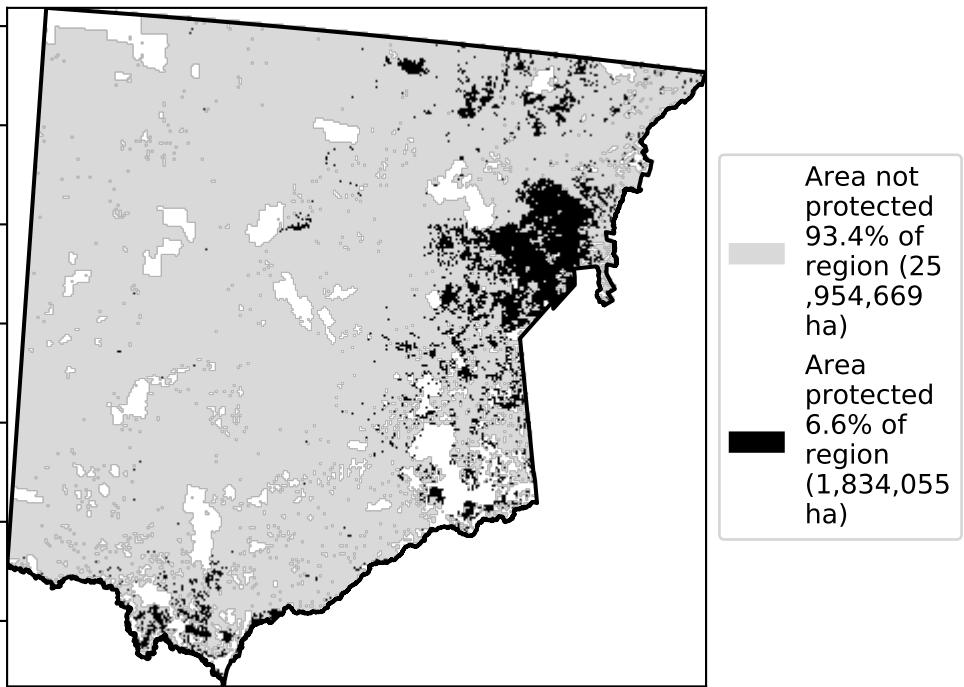 Area not
protected
93.4% of
region (25
,954,669
ha)
Area
protected
6.6% of
region
(1,834,055
ha)